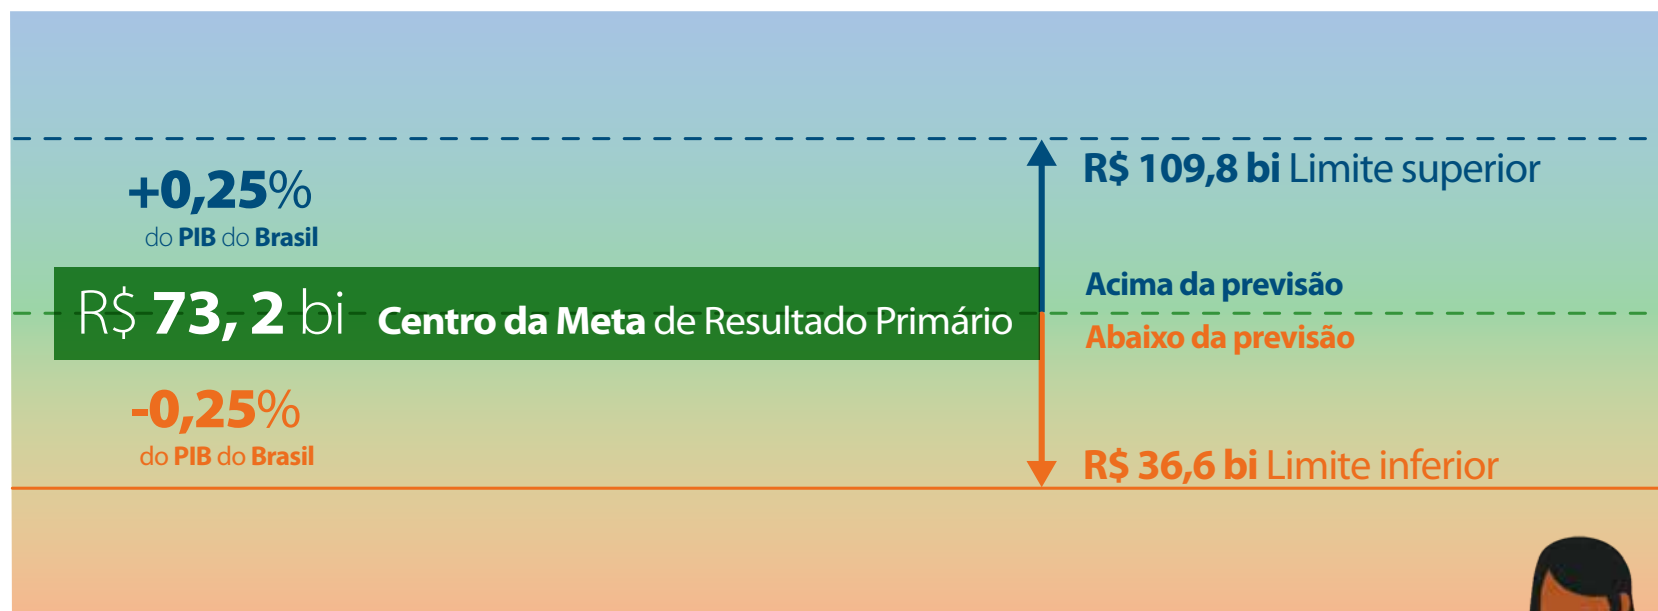 R$ 109,8 bi Limite superior
+0,25%
do PIB do Brasil
Acima da previsão
R$ 73, 2 bi Centro da Meta de Resultado Primário
Abaixo da previsão
-0,25%
do PIB do Brasil
R$ 36,6 bi Limite inferior